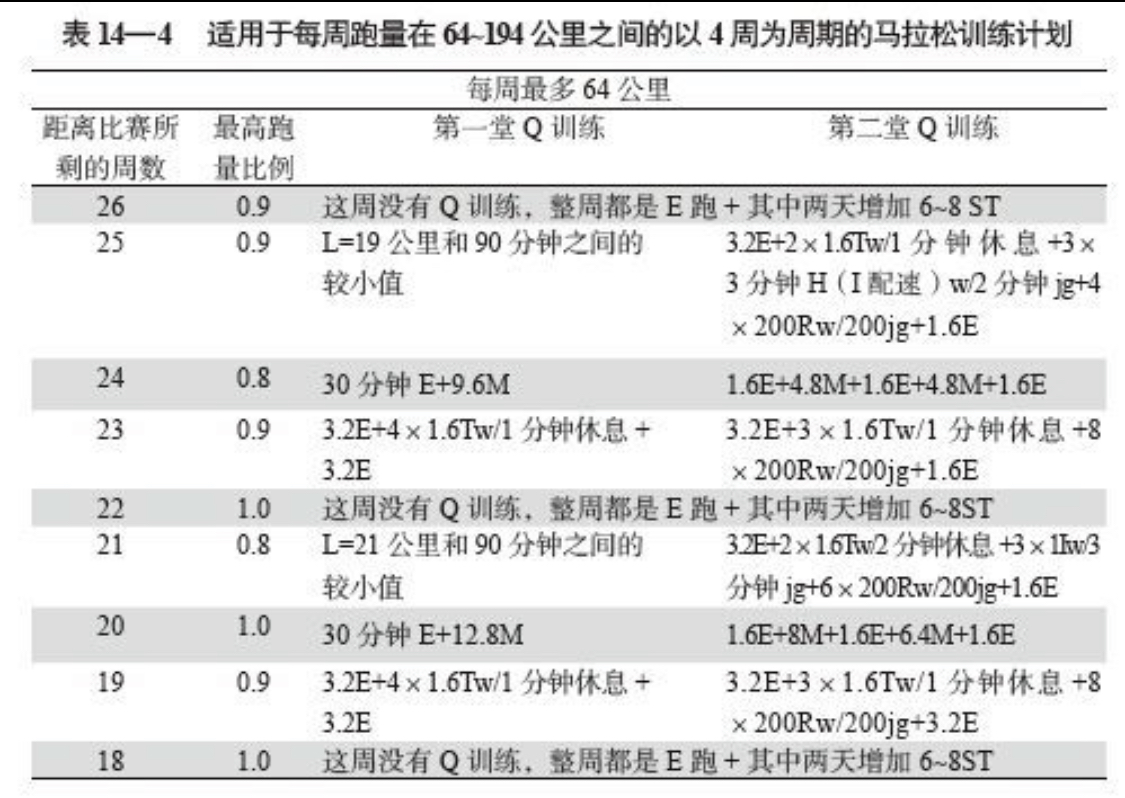 表 14—4 适用于每周跑量在 64~194 公里之间的以 4 周为周期的马拉松训练计划
每周最多 64 公里
距离比赛所剩的周数 最高跑量比例 第一堂 Q 训练 第二堂 Q 训练
26 0.9 这周没有 Q 训练，整周都是 E 跑 + 其中两天增加 6~8 ST
25 0.9 L=19 公里和 90 分钟之间的 3.2E+2 × 1.6Tw/1 分钟休息 +3 ×
较小值 3 分钟 H（I 配速）w/2 分钟 jg+4
× 200Rw/200jg+1.6E
24 0.8 30 分钟 E+9.6M 1.6E+4.8M+1.6E+4.8M+1.6E
23 0.9 3.2E+4 × 1.6Tw/1 分钟休息 + 3.2E+3 × 1.6Tw/1 分钟休息 +8
3.2E × 200Rw/200jg+1.6E
22 1.0 这周没有 Q 训练，整周都是 E 跑 + 其中两天增加 6~8ST
21 0.8 L=21 公里和 90 分钟之间的 3.2E+2 × 1.6Tw/2 分钟休息 +3 × 1Iw/3
较小值 分钟 jg+6 × 200Rw/200jg+1.6E
20 1.0 30 分钟 E+12.8M 1.6E+8M+1.6E+6.4M+1.6E
19 0.9 3.2E+4 × 1.6Tw/1 分钟休息 + 3.2E+3 × 1.6Tw/1 分钟休息 +8
3.2E × 200Rw/200jg+3.2E
18 1.0 这周没有 Q 训练，整周都是 E 跑 + 其中两天增加 6~8ST